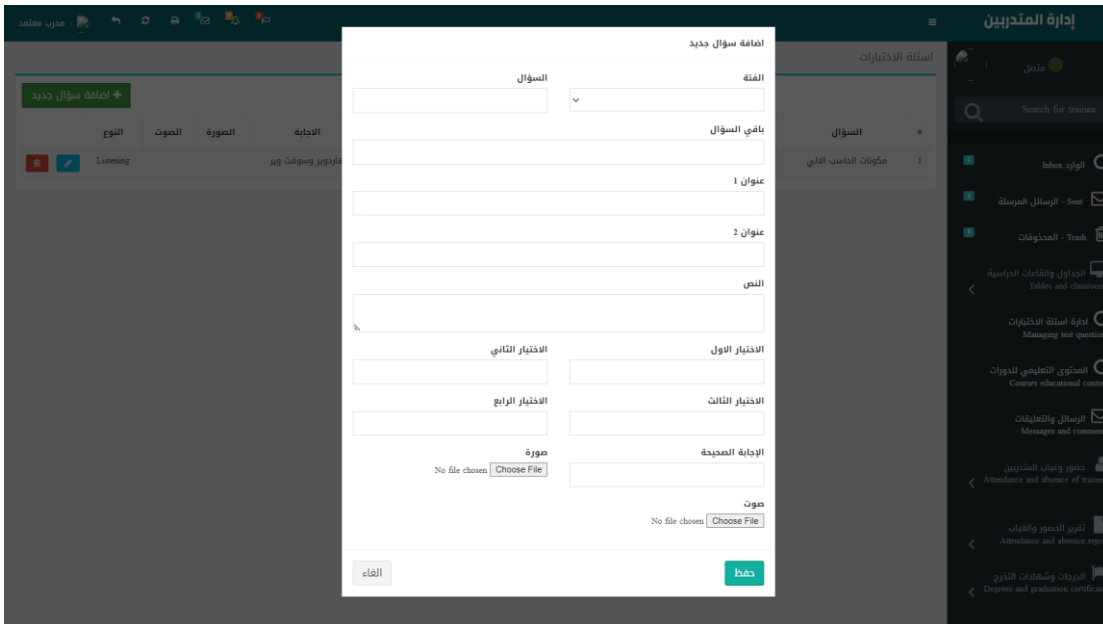 إدارة المتدربين
مدرب معتمد
متصل
Search for trainee
الوارد Inbox
Sent - الرسائل المرسلة
Trash - المحذوفات
الجداول والقاعات الدراسية
Tables and classroom
ادارة اسئلة الاختبارات
Managing test question
المحتوى التعليمي للدورات
Courses educational conte
الرسائل والتعليقات
Messages and commen
حضور وغياب المتدربين
Attendance and absence of traine
تقرير الحضور والغياب
Attendance and absence repo
الدرجات وشهادات التخرج
Degrees and graduation certificat
اسئلة الاختبارات
+ اضافة سؤال جديد
# السؤال الاجابة الصورة الصوت النوع
1 مكونات الحاسب الالي هاردوير وسوفت وير Listening
اضافة سؤال جديد
الفئة السؤال
باقي السؤال
عنوان 1
عنوان 2
النص
الاختيار الاول الاختيار الثاني
الاختيار الثالث الاختيار الرابع
الإجابة الصحيحة صورة
Choose File No file chosen
صوت
Choose File No file chosen
حفظ الغاء